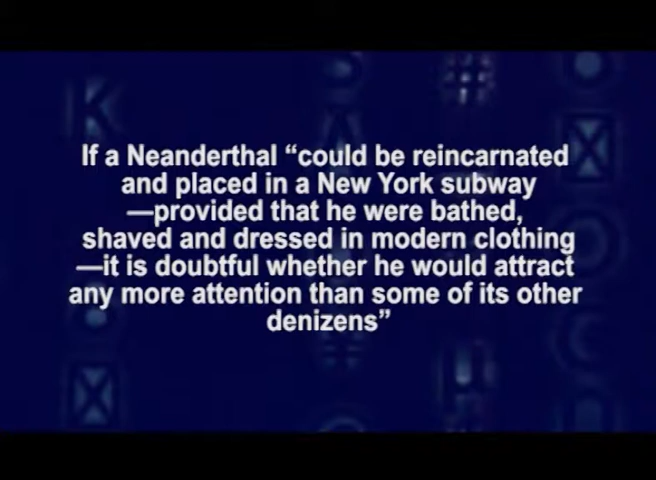 If a Neanderthal “could be reincarnated
and placed in a New York subway
—provided that he were bathed,
shaved and dressed in modern clothing
—it is doubtful whether he would attract
any more attention than some of its other
denizens”